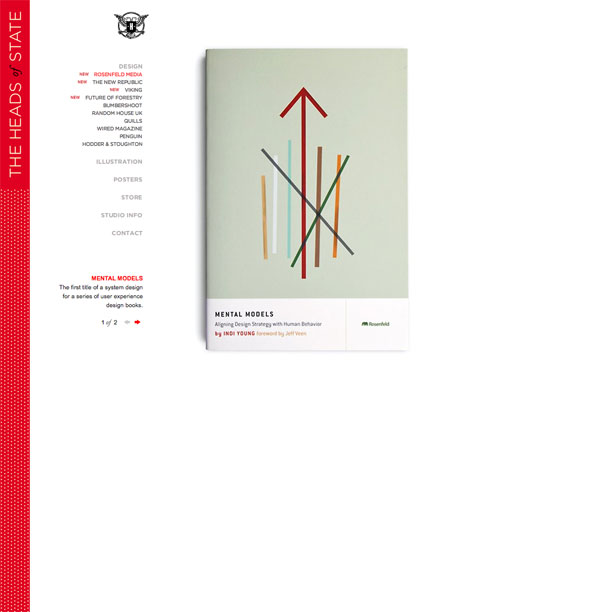 THE HEADS of STATE
DESIGN
NEW ROSENFELD MEDIA
NEW THE NEW REPUBLIC
NEW VIKING
NEW FUTURE OF FORESTRY
BUMBERSHOOT
RANDOM HOUSE UK
QUILLS
WIRED MAGAZINE
PENGUIN
HODDER & STOUGHTON
ILLUSTRATION
POSTERS
STORE
STUDIO INFO
CONTACT
MENTAL MODELS
The first title of a system design
for a series of user experience
design books.
1 of 2
MENTAL MODELS
Aligning Design Strategy with Human Behavior
by INDI YOUNG foreword by Jeff Veen
Rosenfeld